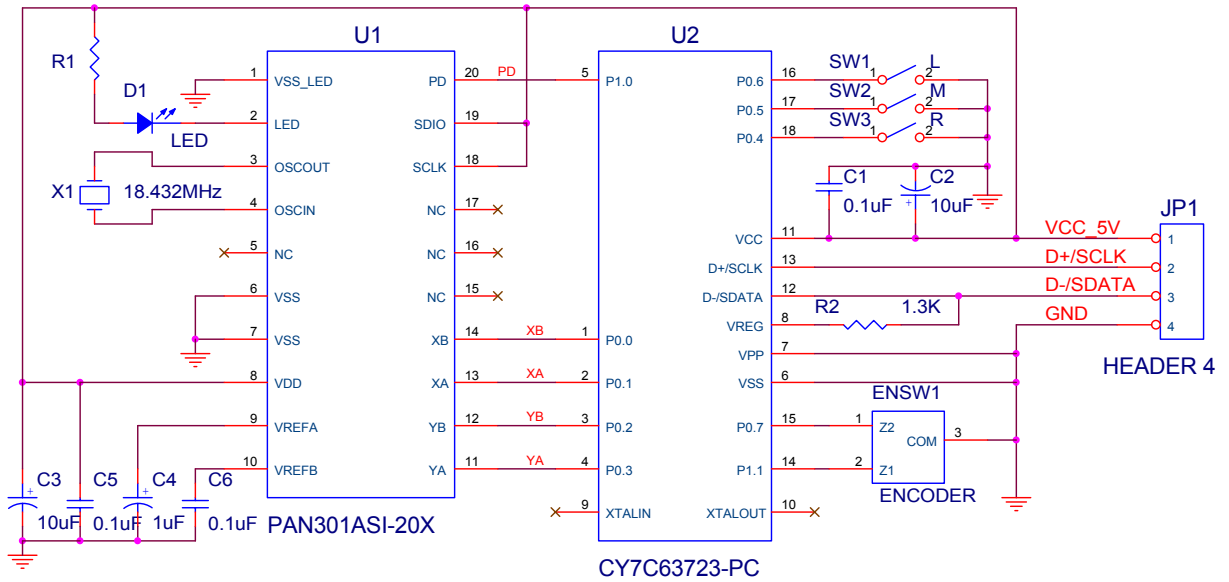 U1
U2
R1
D1
LED
X1
18.432MHz
1 VSS_LED
2 LED
3 OSCOUT
4 OSCIN
5 NC
6 VSS
7 VSS
8 VDD
9 VREFA
10 VREFB
PD 20 PD
SDIO 19
SCLK 18
NC 17
NC 16
NC 15
XB 14 XB
XA 13 XA
YB 12 YB
YA 11 YA
C3
10uF
C5
0.1uF
C4
1uF
C6
0.1uF
PAN301ASI-20X
5 P1.0
1 P0.0
2 P0.1
3 P0.2
4 P0.3
9 XTALIN
P0.6 16
P0.5 17
P0.4 18
VCC 11
D+/SCLK 13
D-/SDATA 12
VREG 8
VPP 7
VSS 6
P0.7 15
P1.1 14
XTALOUT 10
CY7C63723-PC
SW1 1 2 L
SW2 1 2 M
SW3 1 2 R
C1
0.1uF
C2
10uF
R2 1.3K
VCC_5V
D+/SCLK
D-/SDATA
GND
JP1
1
2
3
4
HEADER 4
ENSW1
1 Z2
2 Z1
COM 3
ENCODER